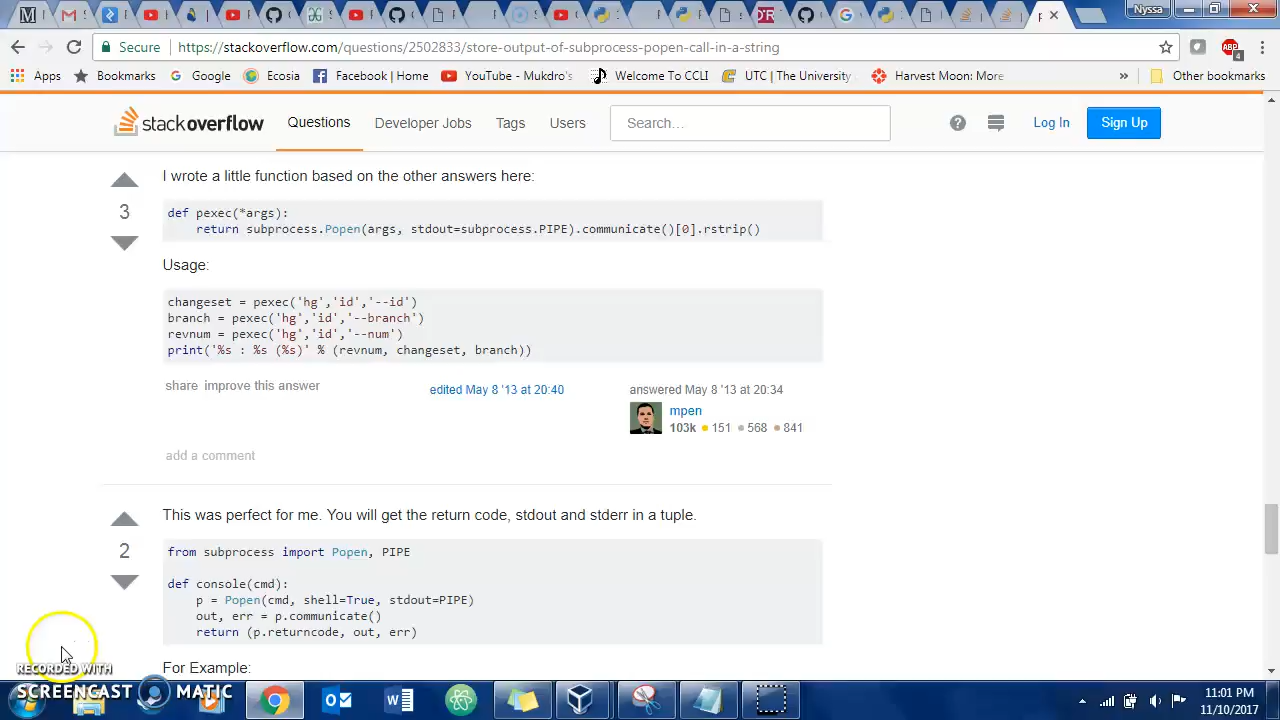 Nyssa
Secure https://stackoverflow.com/questions/2502833/store-output-of-subprocess-popen-call-in-a-string
Apps Bookmarks Google Ecosia Facebook | Home YouTube - Mukdro's Welcome To CCLI UTC | The University Harvest Moon: More » Other bookmarks
stackoverflow Questions Developer Jobs Tags Users Search... Log In Sign Up
I wrote a little function based on the other answers here:
3
def pexec(*args):
return subprocess.Popen(args, stdout=subprocess.PIPE).communicate()[0].rstrip()
Usage:
changeset = pexec('hg','id','--id')
branch = pexec('hg','id','--branch')
revnum = pexec('hg','id','--num')
print('%s : %s (%s)' % (revnum, changeset, branch))
share improve this answer edited May 8 '13 at 20:40 answered May 8 '13 at 20:34
mpen
103k 151 568 841
add a comment
This was perfect for me. You will get the return code, stdout and stderr in a tuple.
2
from subprocess import Popen, PIPE
def console(cmd):
p = Popen(cmd, shell=True, stdout=PIPE)
out, err = p.communicate()
return (p.returncode, out, err)
For Example:
RECORDED WITH
SCREENCAST MATIC
11:01 PM
11/10/2017